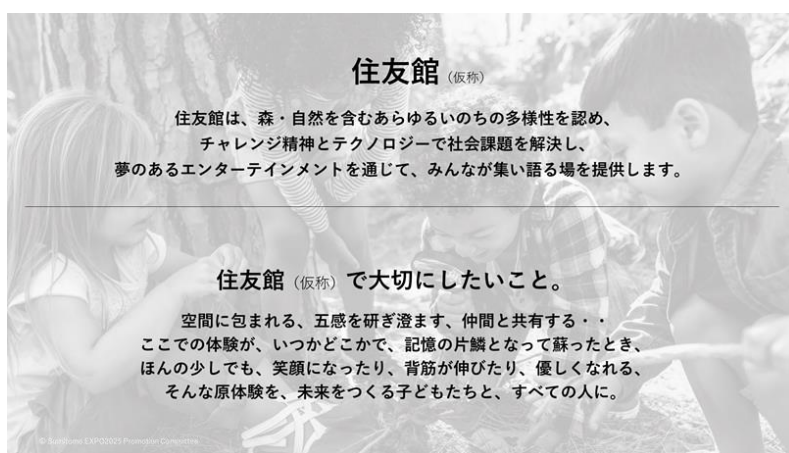 住友館（仮称）
住友館は、森・自然を含むあらゆるいのちの多様性を認め、
チャレンジ精神とテクノロジーで社会課題を解決し、
夢のあるエンターテインメントを通じて、みんなが集い語る場を提供します。
住友館（仮称）で大切にしたいこと。
空間に包まれる、五感を研ぎ澄ます、仲間と共有する・・
ここでの体験が、いつかどこかで、記憶の片鱗となって蘇ったとき、
ほんの少しでも、笑顔になったり、背筋が伸びたり、優しくなれる、
そんな原体験を、未来をつくる子どもたちと、すべての人に。
© Sumitomo EXPO2025 Promotion Committee